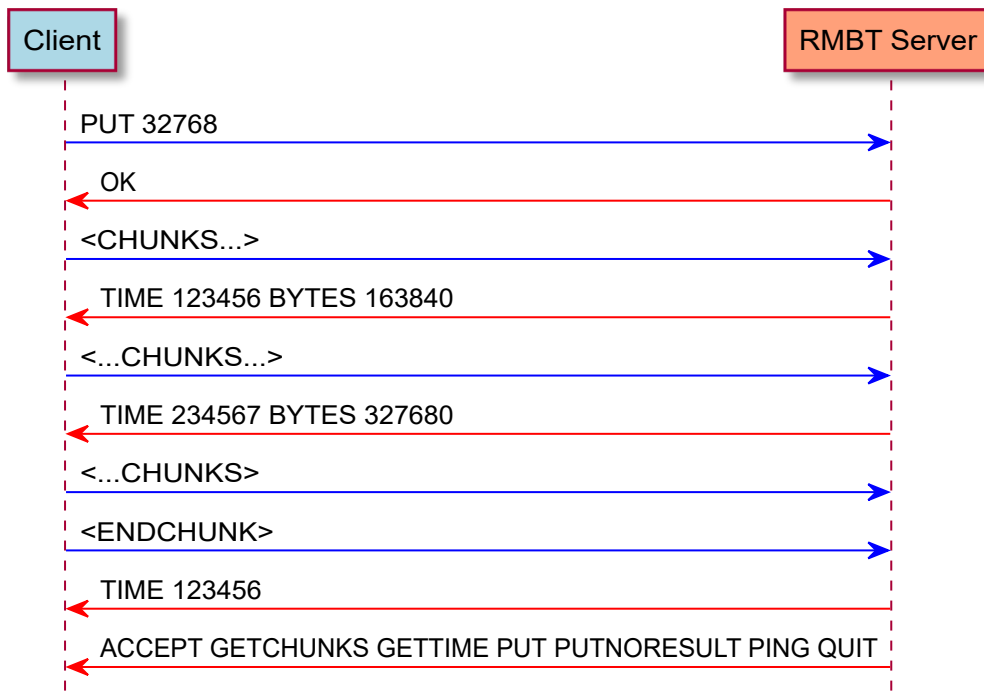 Client
RMBT Server
PUT 32768
OK
<CHUNKS...>
TIME 123456 BYTES 163840
<...CHUNKS...>
TIME 234567 BYTES 327680
<...CHUNKS>
<ENDCHUNK>
TIME 123456
ACCEPT GETCHUNKS GETTIME PUT PUTNORESULT PING QUIT